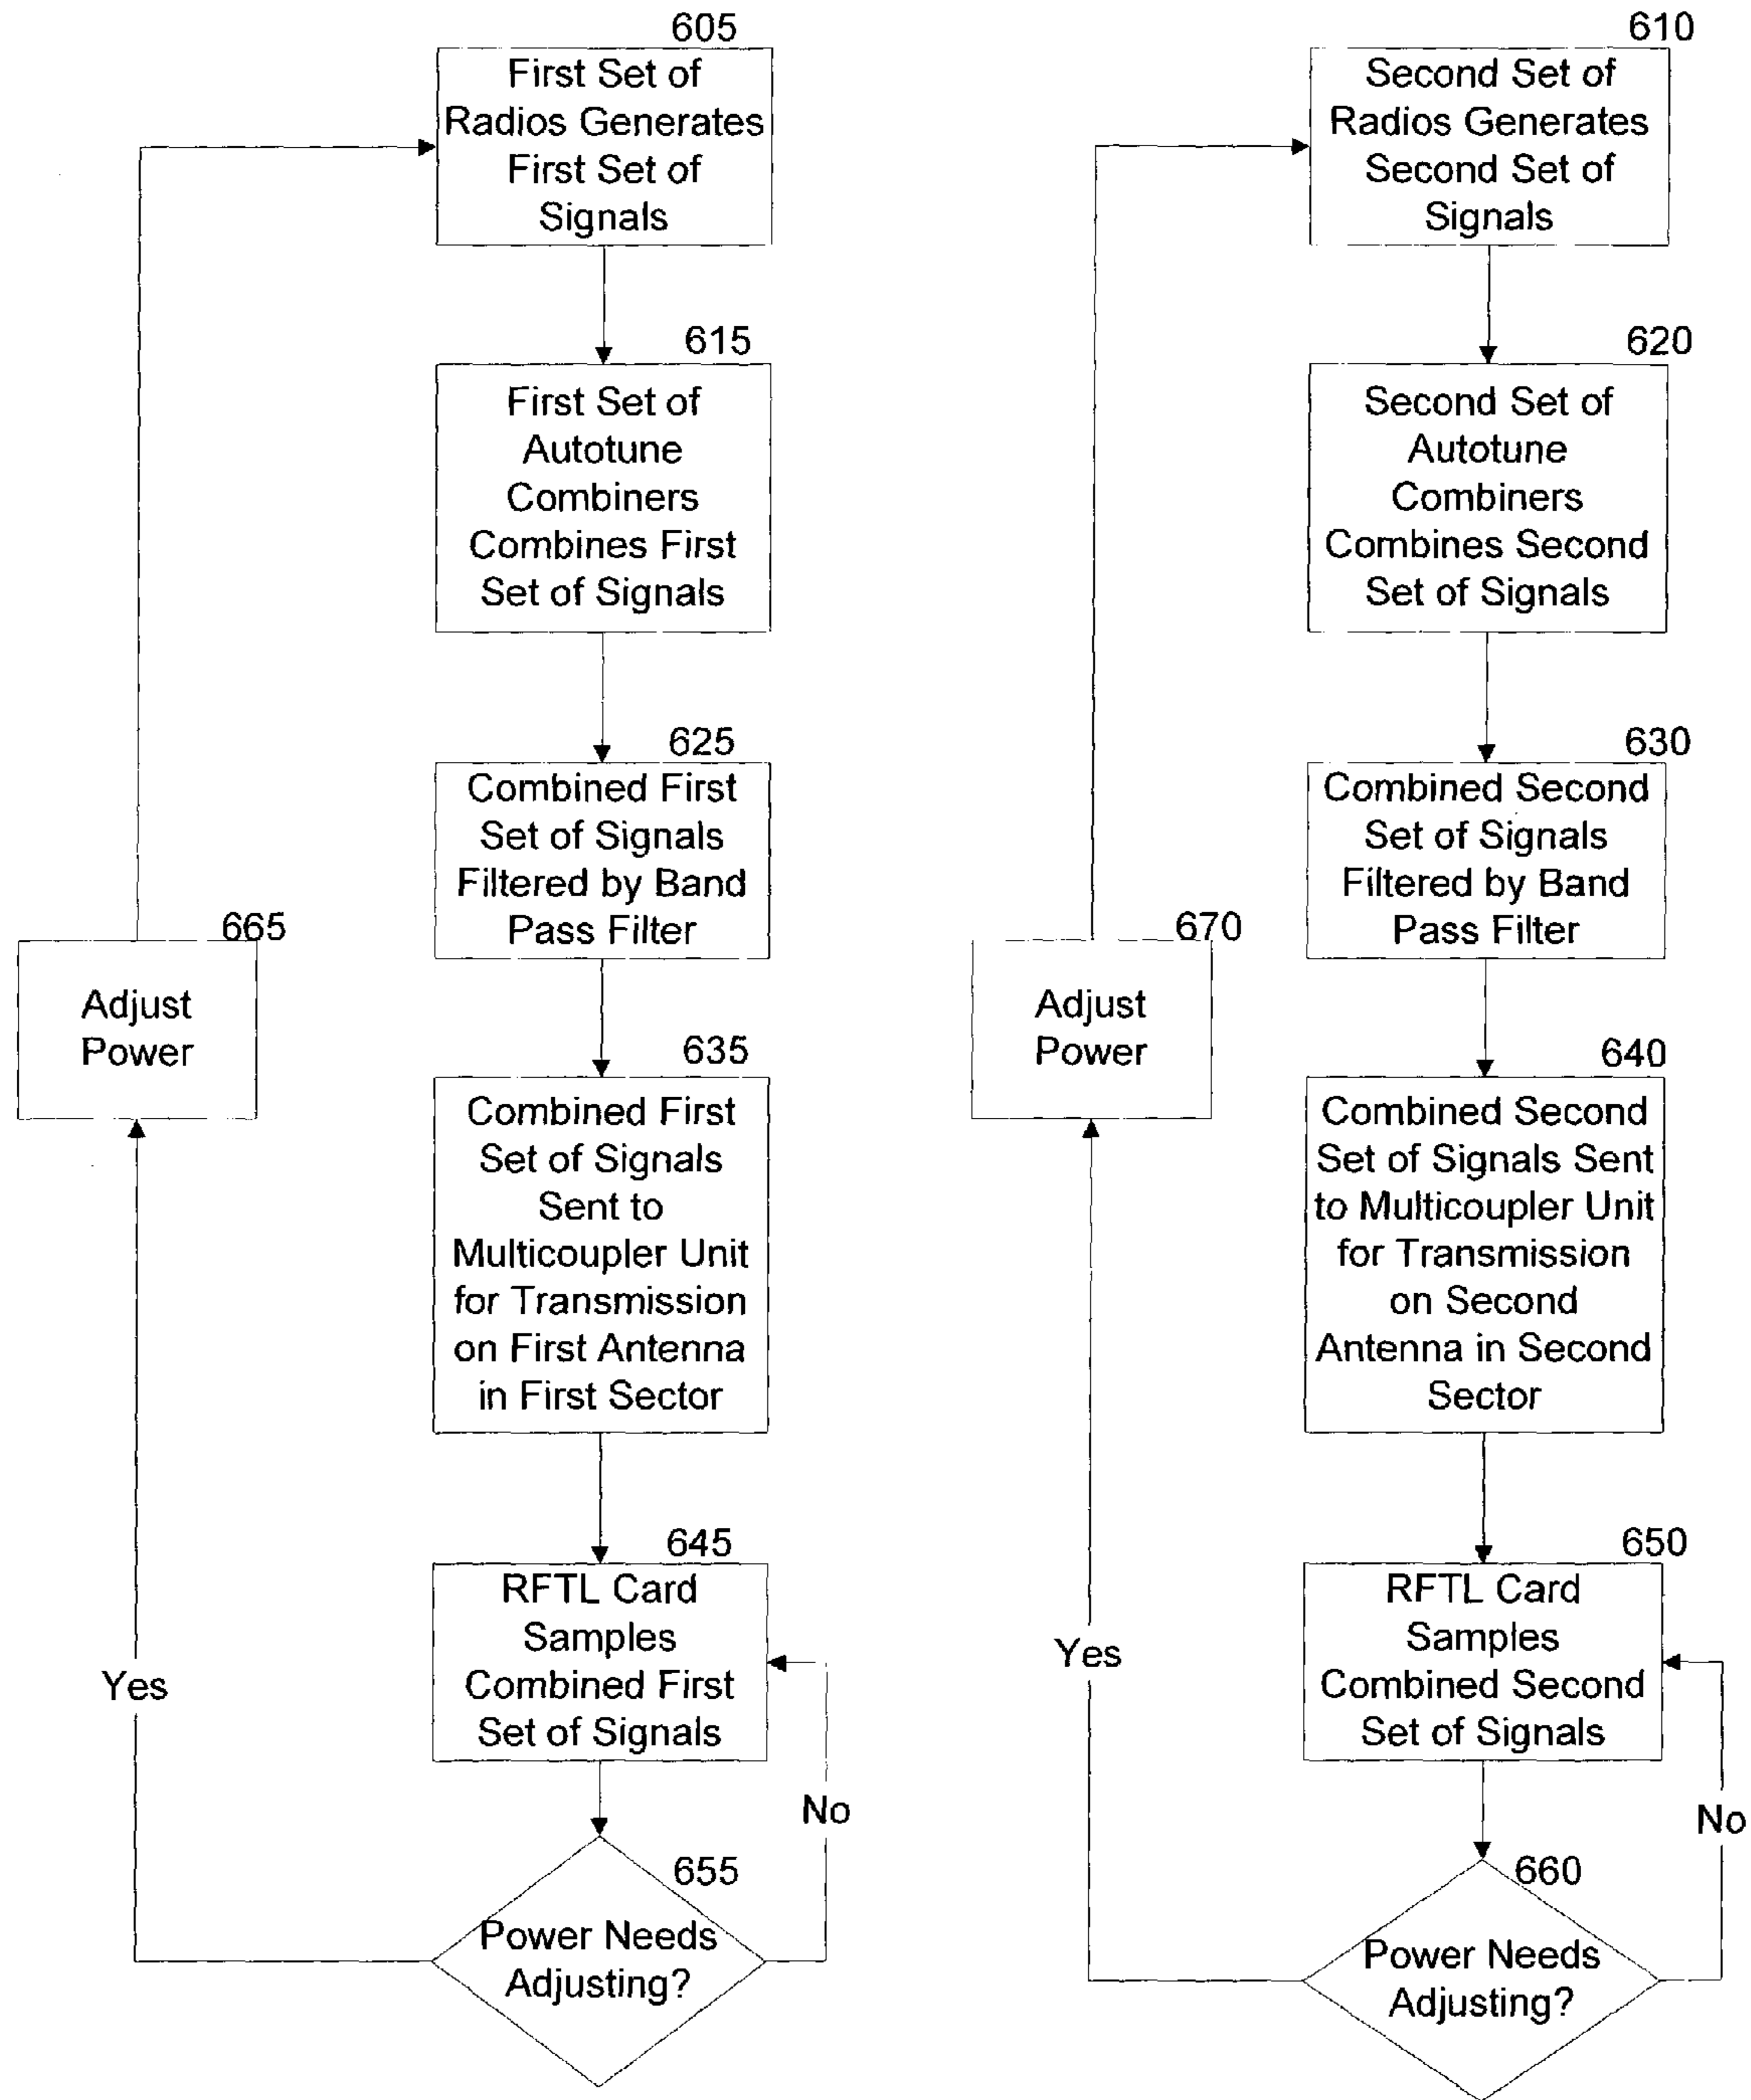 605
First Set of
Radios Generates
First Set of
Signals
615
First Set of
Autotune
Combiners
Combines First
Set of Signals
625
Combined First
Set of Signals
Filtered by Band
Pass Filter
665
Adjust
Power
635
Combined First
Set of Signals
Sent to
Multicoupler Unit
for Transmission
on First Antenna
in First Sector
645
RFTL Card
Samples
Combined First
Set of Signals
Yes
No
655
Power Needs
Adjusting?
610
Second Set of
Radios Generates
Second Set of
Signals
620
Second Set of
Autotune
Combiners
Combines Second
Set of Signals
630
Combined Second
Set of Signals
Filtered by Band
Pass Filter
670
Adjust
Power
640
Combined Second
Set of Signals Sent
to Multicoupler Unit
for Transmission
on Second
Antenna in Second
Sector
650
RFTL Card
Samples
Combined Second
Set of Signals
Yes
No
660
Power Needs
Adjusting?